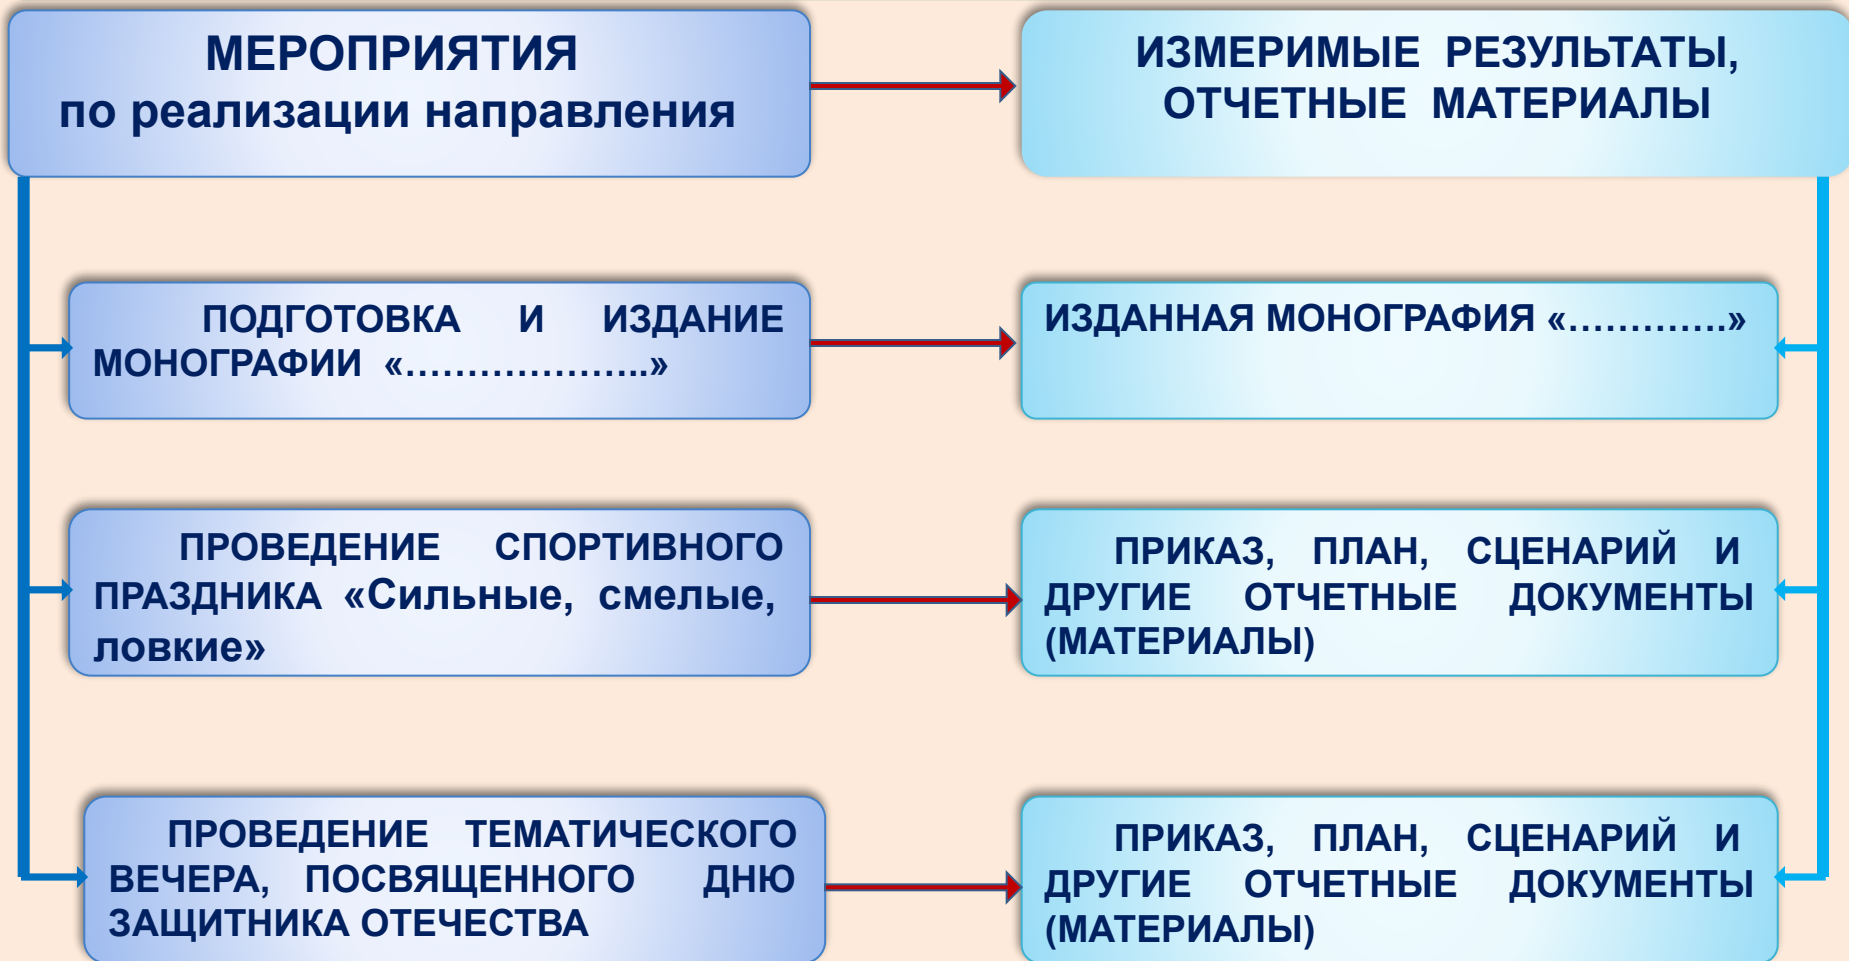 МЕРОПРИЯТИЯ
по реализации направления
ИЗМЕРИМЫЕ РЕЗУЛЬТАТЫ,
ОТЧЕТНЫЕ МАТЕРИАЛЫ
ПОДГОТОВКА И ИЗДАНИЕ
МОНОГРАФИИ «………………..»
ИЗДАННАЯ МОНОГРАФИЯ «………….»
ПРОВЕДЕНИЕ СПОРТИВНОГО
ПРАЗДНИКА «Сильные, смелые,
ловкие»
ПРИКАЗ, ПЛАН, СЦЕНАРИЙ И
ДРУГИЕ ОТЧЕТНЫЕ ДОКУМЕНТЫ
(МАТЕРИАЛЫ)
ПРОВЕДЕНИЕ ТЕМАТИЧЕСКОГО
ВЕЧЕРА, ПОСВЯЩЕННОГО ДНЮ
ЗАЩИТНИКА ОТЕЧЕСТВА
ПРИКАЗ, ПЛАН, СЦЕНАРИЙ И
ДРУГИЕ ОТЧЕТНЫЕ ДОКУМЕНТЫ
(МАТЕРИАЛЫ)